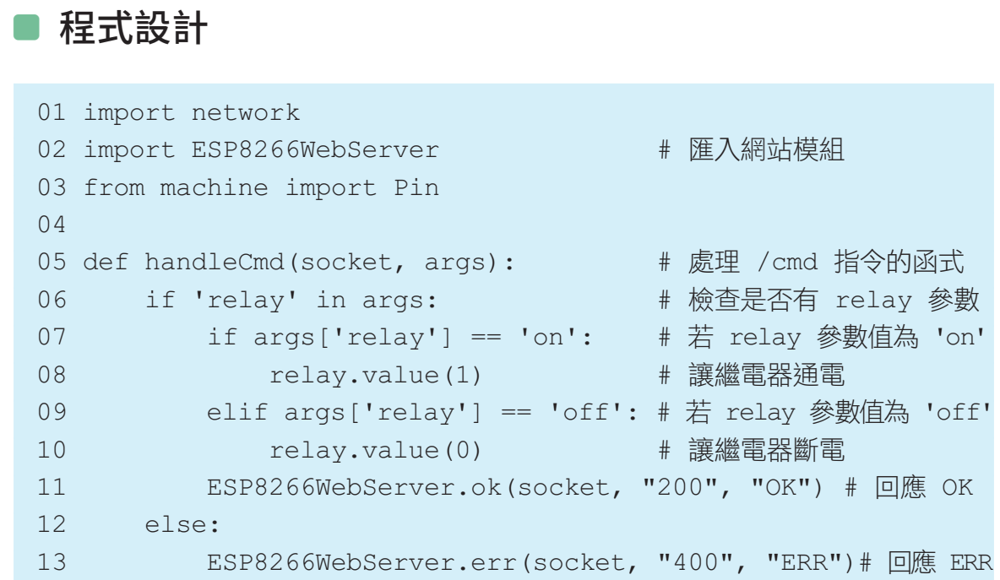 程式設計
01 import network
02 import ESP8266WebServer # 匯入網站模組
03 from machine import Pin
04
05 def handleCmd(socket, args): # 處理 /cmd 指令的函式
06 if 'relay' in args: # 檢查是否有 relay 參數
07 if args['relay'] == 'on': # 若 relay 參數值為 'on'
08 relay.value(1) # 讓繼電器通電
09 elif args['relay'] == 'off': # 若 relay 參數值為 'off'
10 relay.value(0) # 讓繼電器斷電
11 ESP8266WebServer.ok(socket, "200", "OK") # 回應 OK
12 else:
13 ESP8266WebServer.err(socket, "400", "ERR")# 回應 ERR